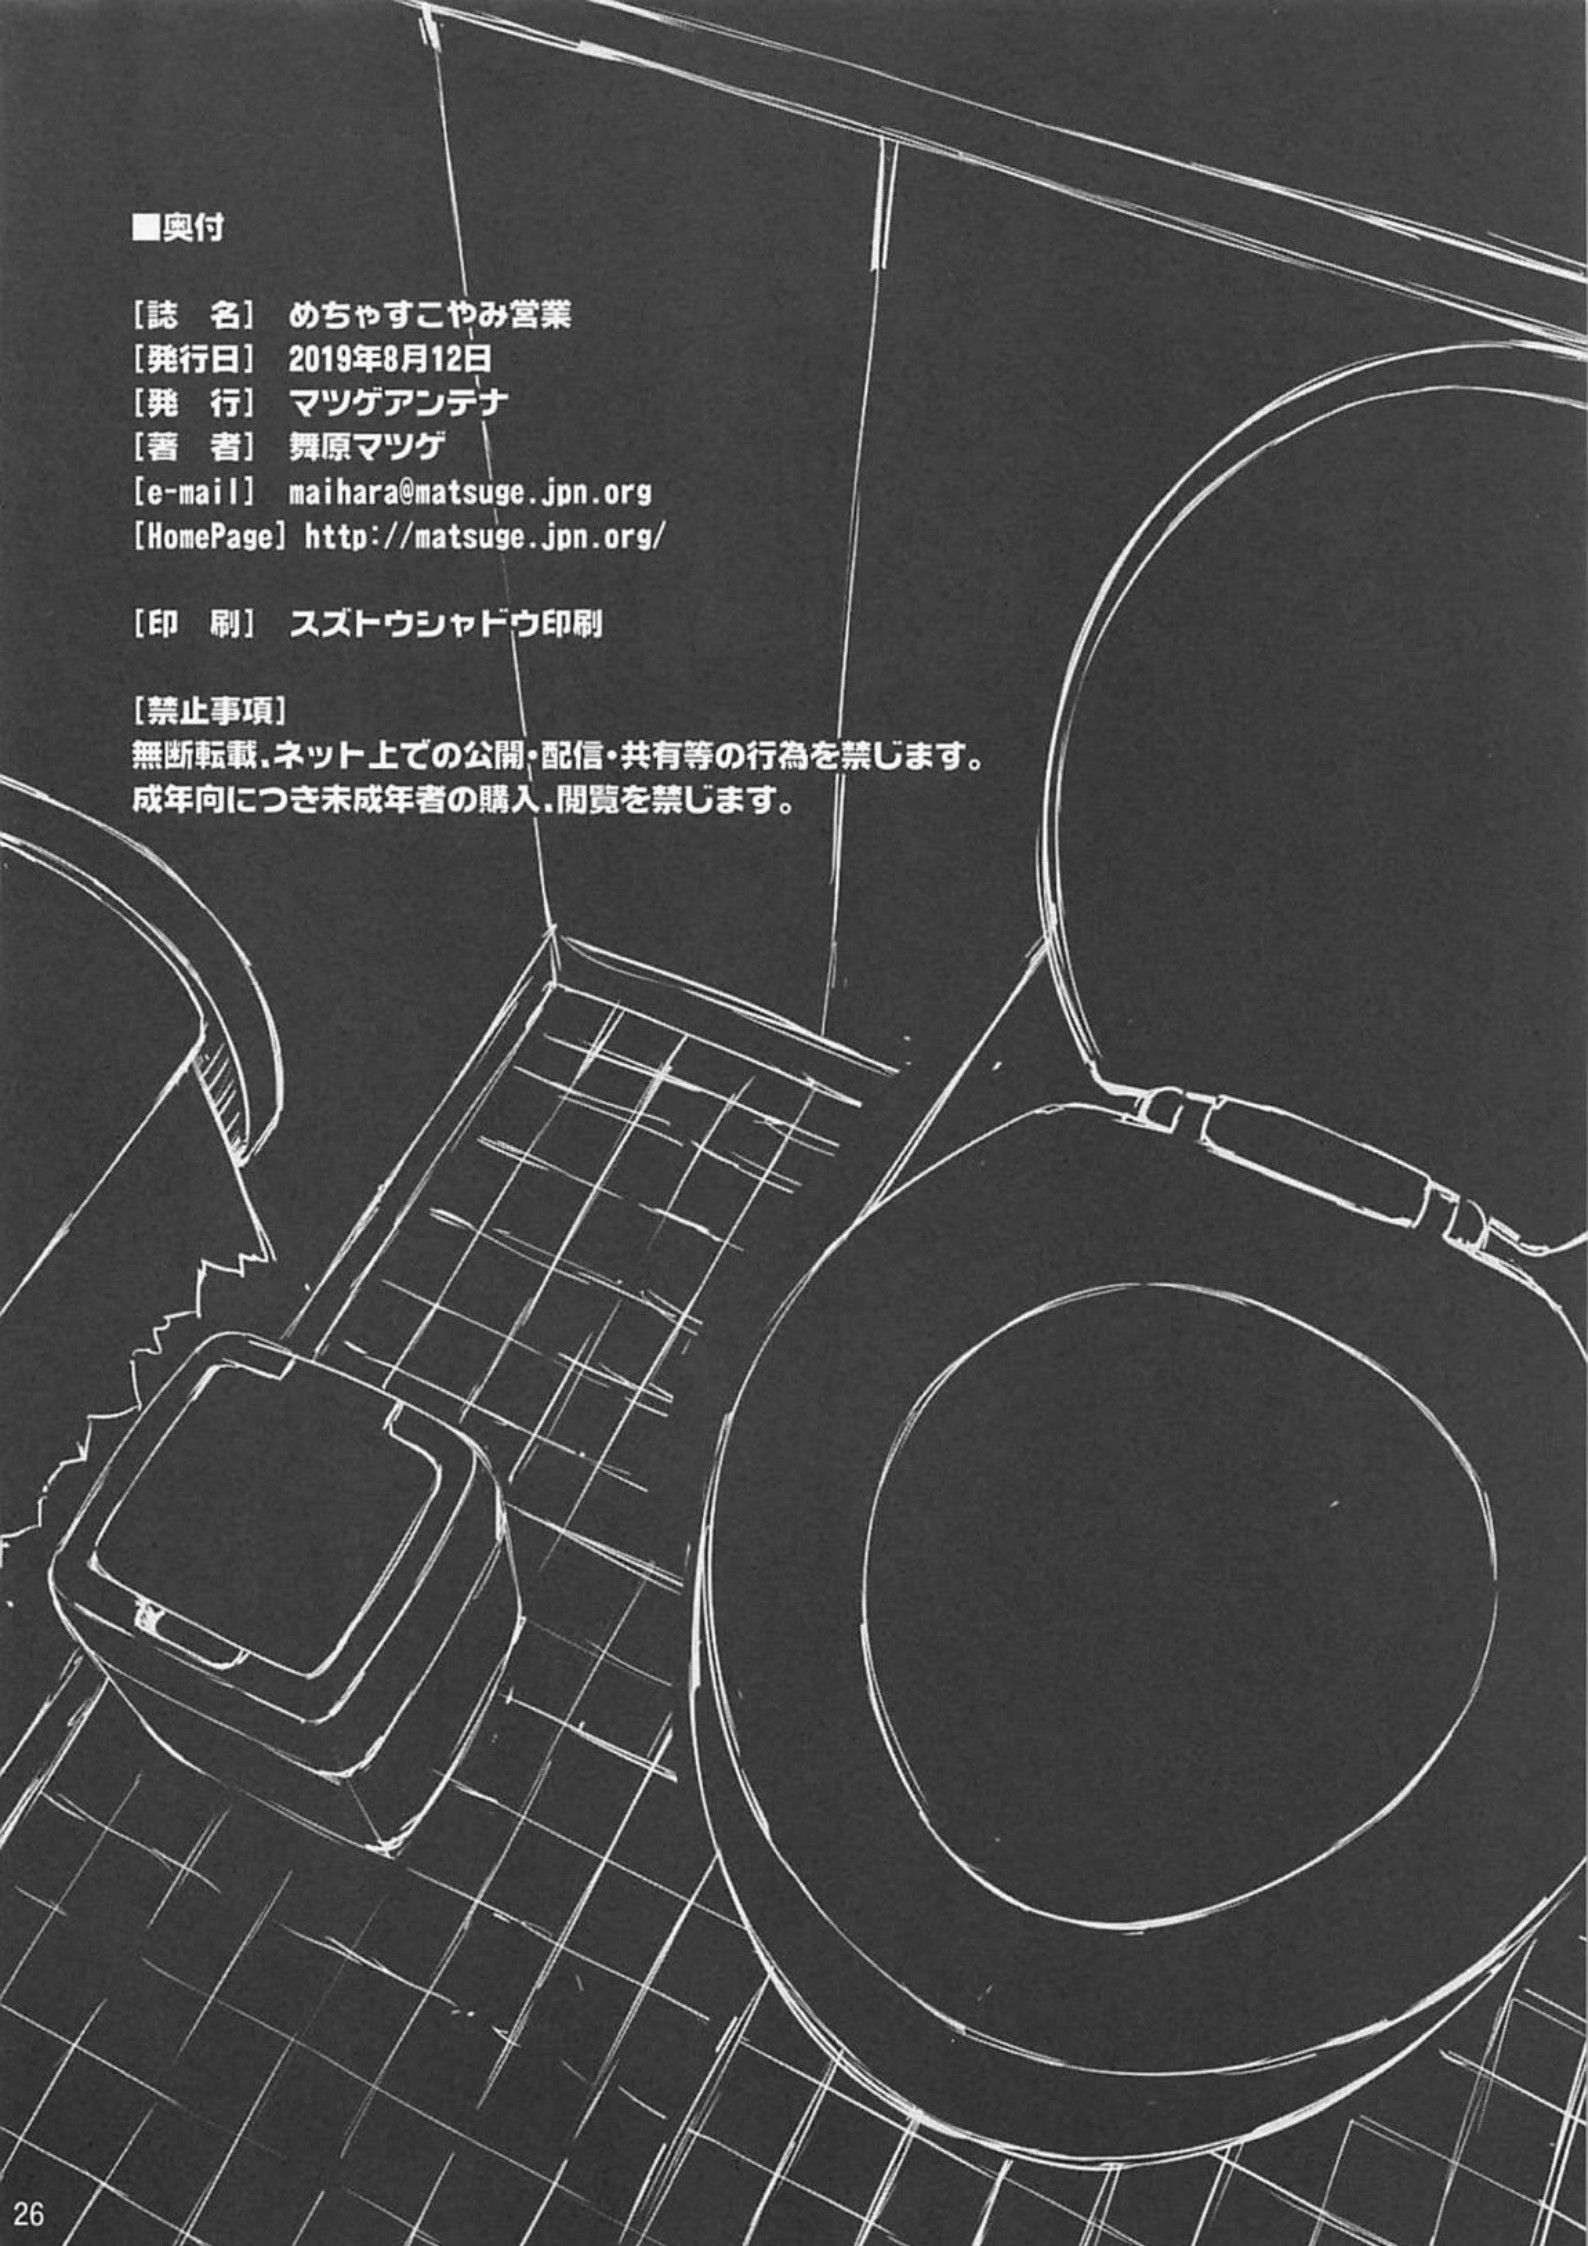 ■奥付
[誌　名]　めちゃすこやみ営業
[発行日]　2019年8月12日
[発　行]　マツゲアンテナ
[著　者]　舞原マツゲ
[e-mail]　maihara@matsuge.jpn.org
[HomePage] http://matsuge.jpn.org/
[印　刷]　スズトウシャドウ印刷
[禁止事項]
無断転載、ネット上での公開・配信・共有等の行為を禁じます。
成年向につき未成年者の購入、閲覧を禁じます。
26